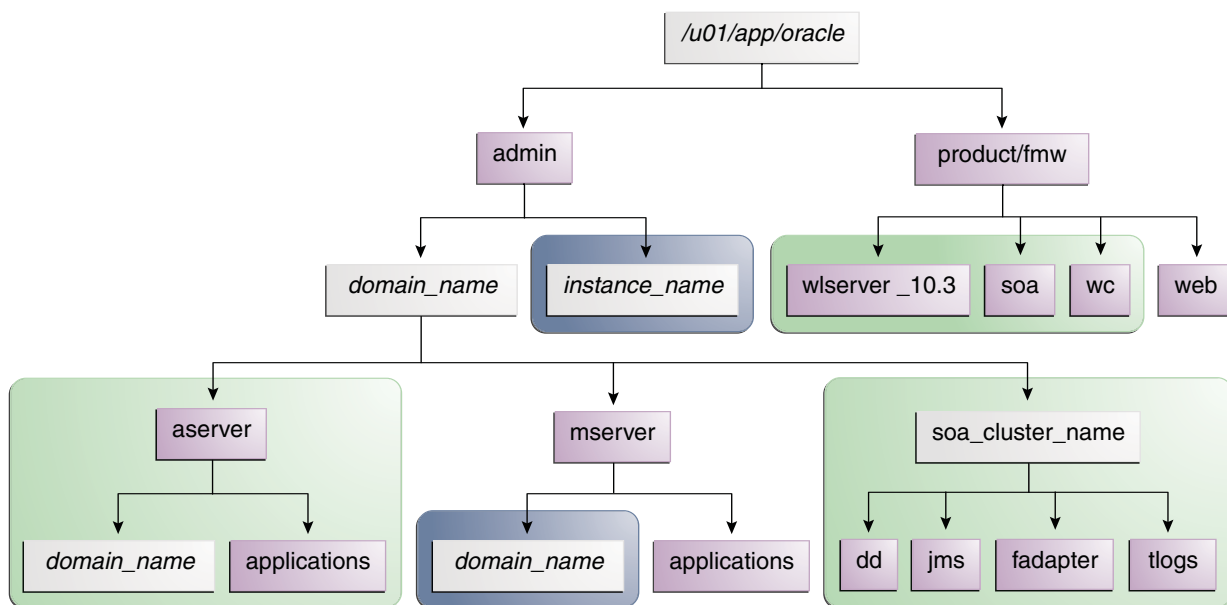 /u01/app/oracle
admin
product/fmw
domain_name
instance_name
wlserver _10.3
soa
wc
web
aserver
mserver
soa_cluster_name
domain_name
applications
domain_name
applications
dd
jms
fadapter
tlogs